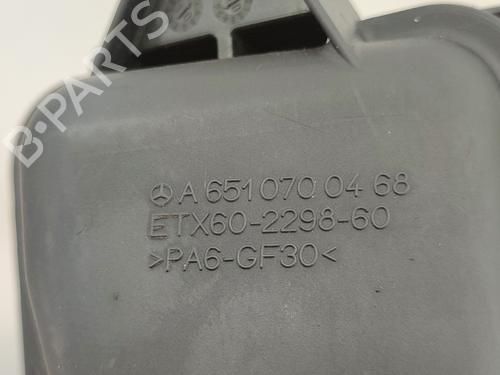 B-PARTS
A 651 070 04 68
ETX60-2298-60
>PA6-GF30<